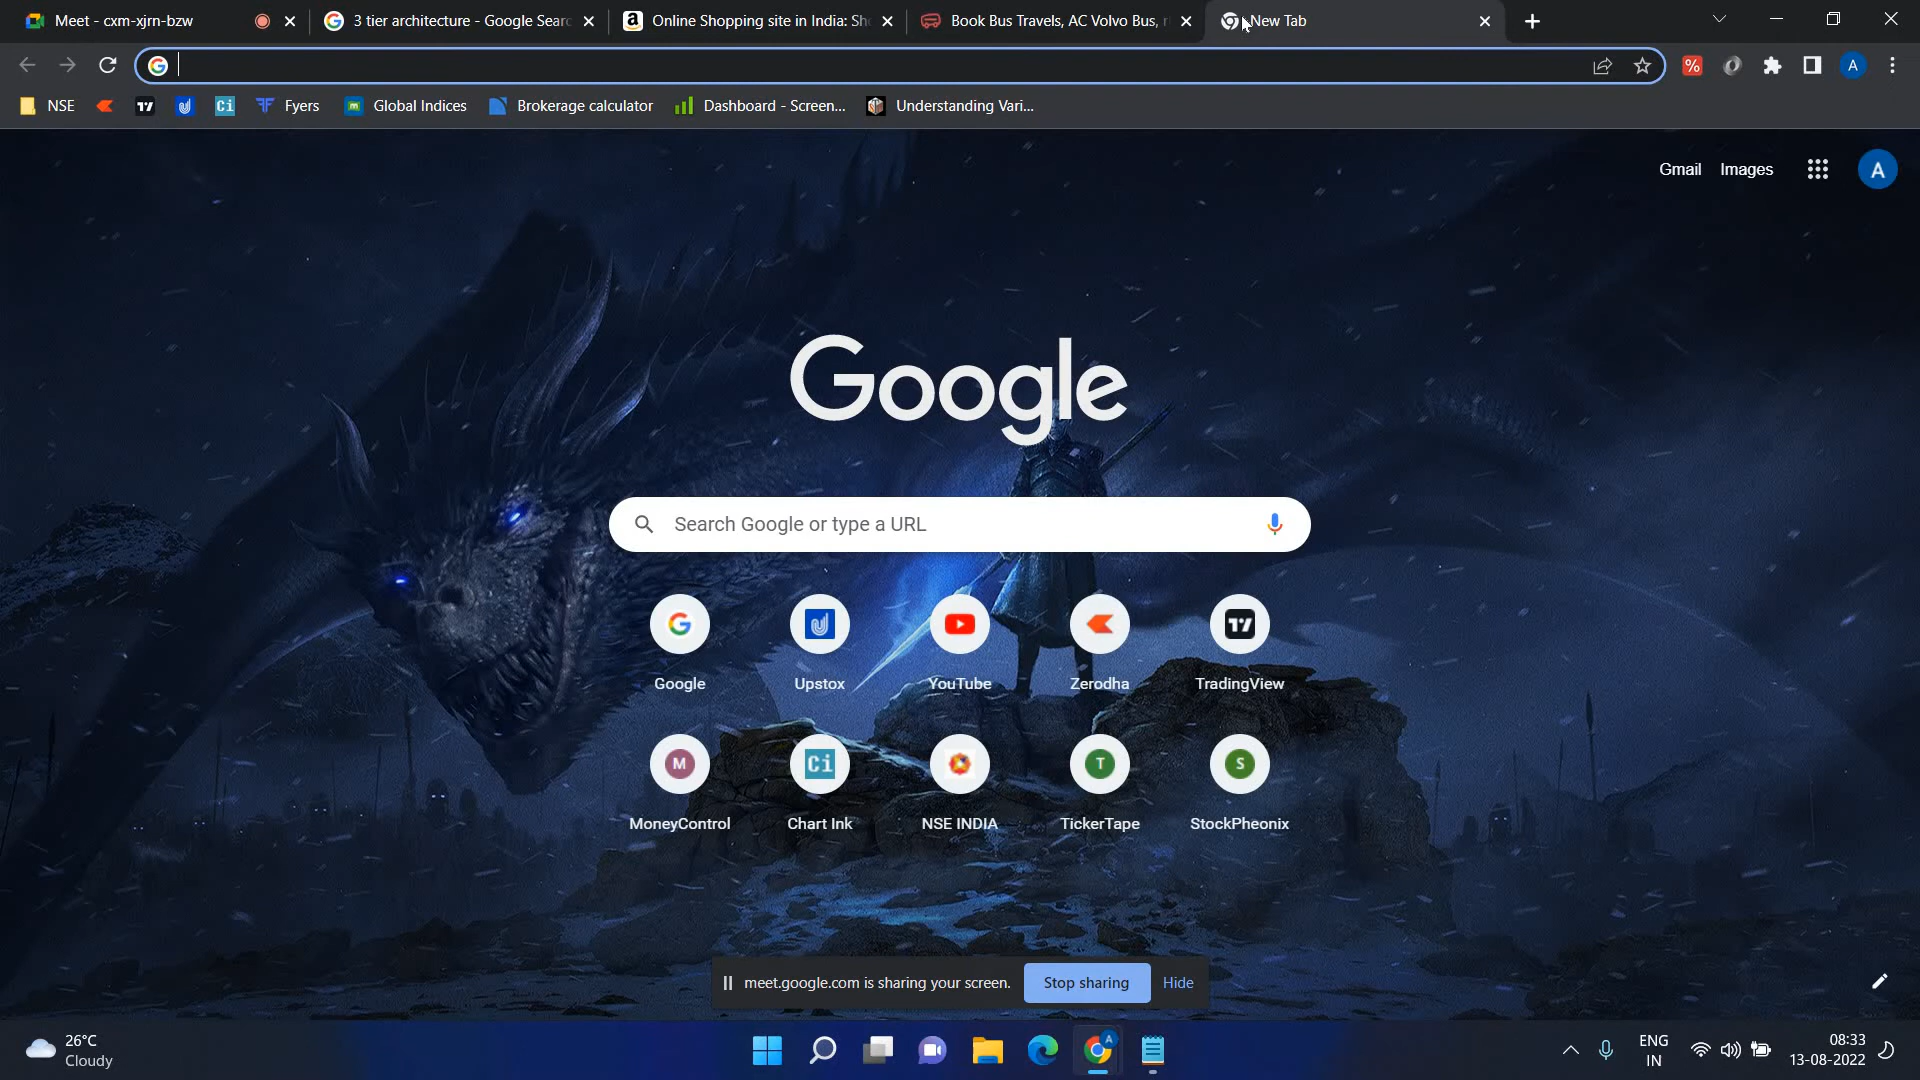 Meet - cxm-xjrn-bzw
3 tier architecture - Google Searc
Online Shopping site in India: Sh
Book Bus Travels, AC Volvo Bus, r
New Tab
NSE
Fyers
Global Indices
Brokerage calculator
Dashboard - Screen...
Understanding Vari...
Gmail Images
A
Google
Search Google or type a URL
Google
Upstox
YouTube
Zerodha
TradingView
M
Ci
T
S
MoneyControl
Chart Ink
NSE INDIA
TickerTape
StockPheonix
meet.google.com is sharing your screen.
Stop sharing
Hide
26°C
Cloudy
ENG
IN
08:33
13-08-2022